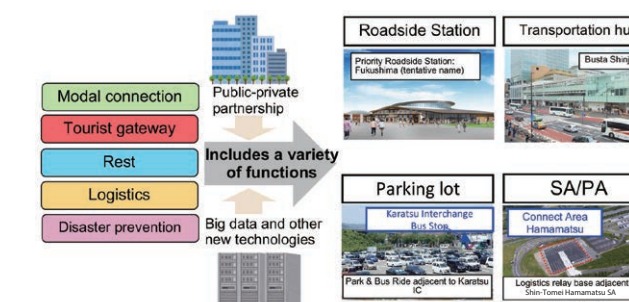 Modal connection
Tourist gateway
Rest
Logistics
Disaster prevention
Public-private
partnership
Includes a variety
of functions
Big data and other
new technologies
Roadside Station
Priority Roadside Station:
Fukushima (tentative name)
Transportation hu
Busta Shinj
Parking lot
Karatsu Interchange
Bus Stop
Park & Bus Ride adjacent to Karatsu
IC
SA/PA
Connect Area
Hamamatsu
Logistics relay base adjacent
Shin-Tomei Hamamatsu SA